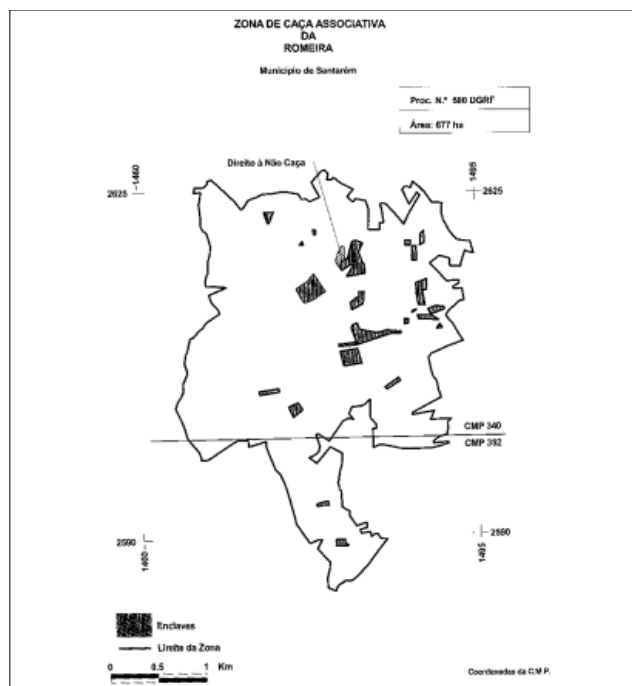 ZONA DE CAÇA ASSOCIATIVA
DA
ROMEIRA
Município de Santarém
Proc. N.º 500 DGRF
Área: 677 ha
Direito à Não Caça
1460
1495
2625
2625
CMP 340
CMP 352
2590
2590
1460
1495
Enclaves
Limite da Zona
0 0.5 1 Km
Coordenadas da C.M.P.